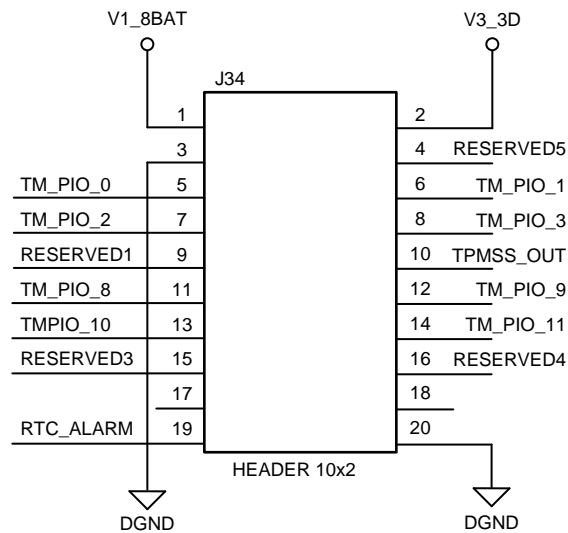 V1_8BAT V3_3D
J34
1 2
3 4 RESERVED5
TM_PIO_0 5 6 TM_PIO_1
TM_PIO_2 7 8 TM_PIO_3
RESERVED1 9 10 TPMSS_OUT
TM_PIO_8 11 12 TM_PIO_9
TMPIO_10 13 14 TM_PIO_11
RESERVED3 15 16 RESERVED4
17 18
RTC_ALARM 19 20
HEADER 10x2
DGND DGND